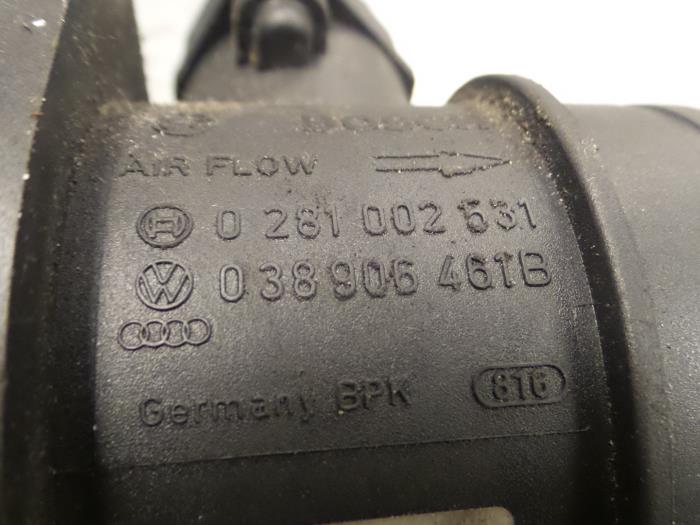 BOSCH
AIR FLOW
0 281 002 531
038 906 461B
Germany BPK 816